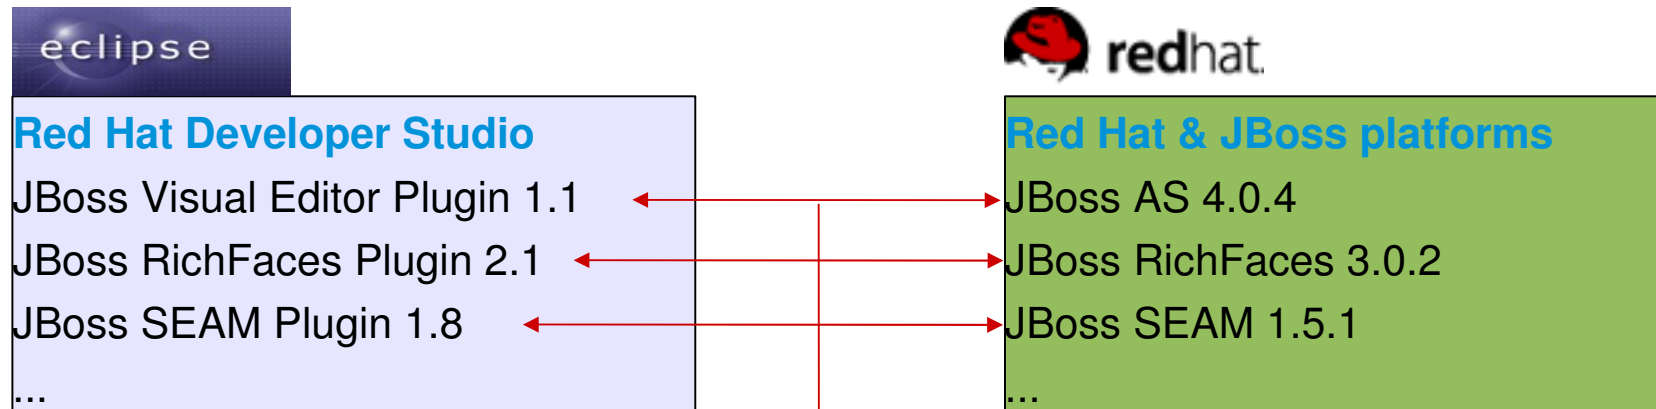 eclipse
redhat.
Red Hat Developer Studio
JBoss Visual Editor Plugin 1.1
JBoss RichFaces Plugin 2.1
JBoss SEAM Plugin 1.8
...
Red Hat & JBoss platforms
JBoss AS 4.0.4
JBoss RichFaces 3.0.2
JBoss SEAM 1.5.1
...